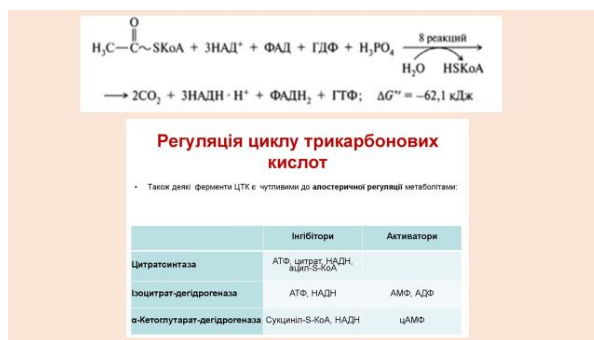 O
H₃C—C~SKoA + 3НАД⁺ + ФАД + ГДФ + H₃PO₄ 8 реакций
H₂O HSKoA
⟶ 2CO₂ + 3НАДН · Н⁺ + ФАДН₂ + ГТФ; ΔG°′ = –62,1 кДж
Регуляція циклу трикарбонових
кислот
• Також деякі ферменти ЦТК є чутливими до алостеричної регуляції метаболітами:
Інгібітори Активатори
Цитратсинтаза АТФ, цитрат, НАДН,
ацил-S-КоА
Ізоцитрат-дегідрогеназа АТФ, НАДН АМФ, АДФ
α-Кетоглутарат-дегідрогеназа Сукциніл-S-КоА, НАДН цАМФ